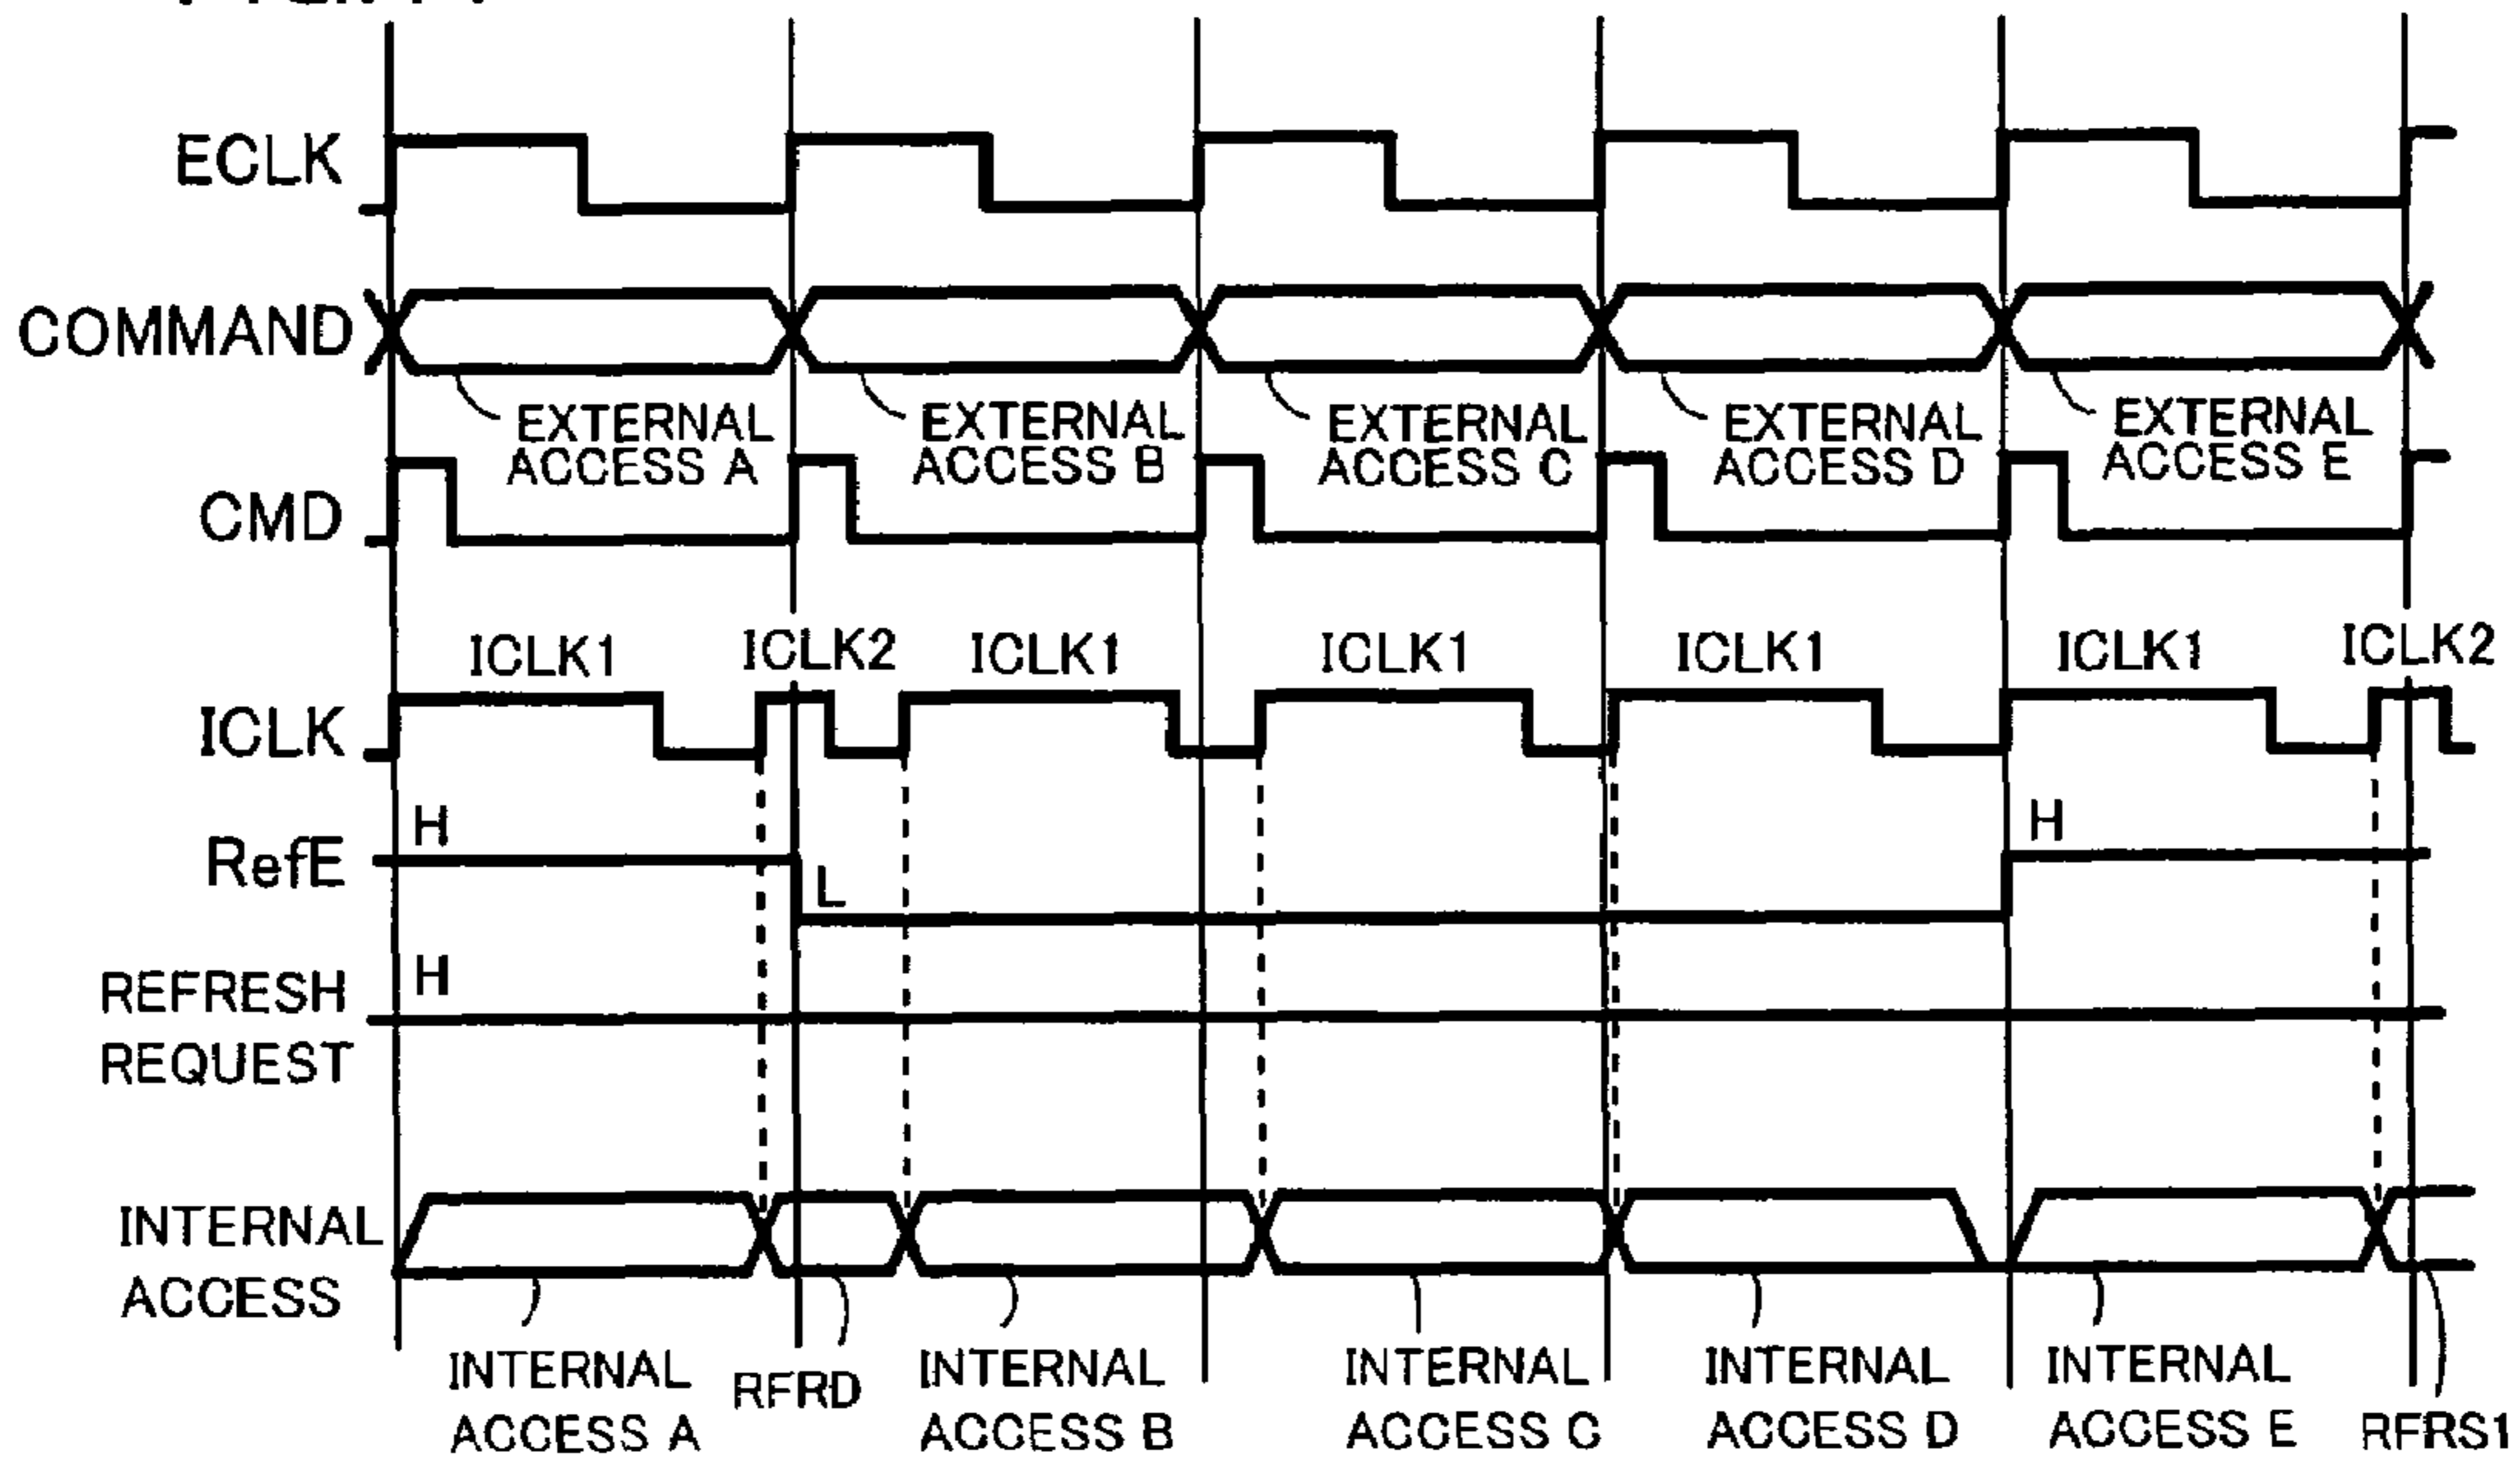 ECLK
COMMAND
EXTERNAL
ACCESS A
EXTERNAL
ACCESS B
EXTERNAL
ACCESS C
EXTERNAL
ACCESS D
EXTERNAL
ACCESS E
CMD
ICLK1 ICLK2 ICLK1 ICLK1 ICLK1 ICLK1 ICLK2
ICLK
H H
RefE
L
H
REFRESH
REQUEST
INTERNAL
ACCESS
INTERNAL
ACCESS A
RFRD
INTERNAL
ACCESS B
INTERNAL
ACCESS C
INTERNAL
ACCESS D
INTERNAL
ACCESS E
RFRS1